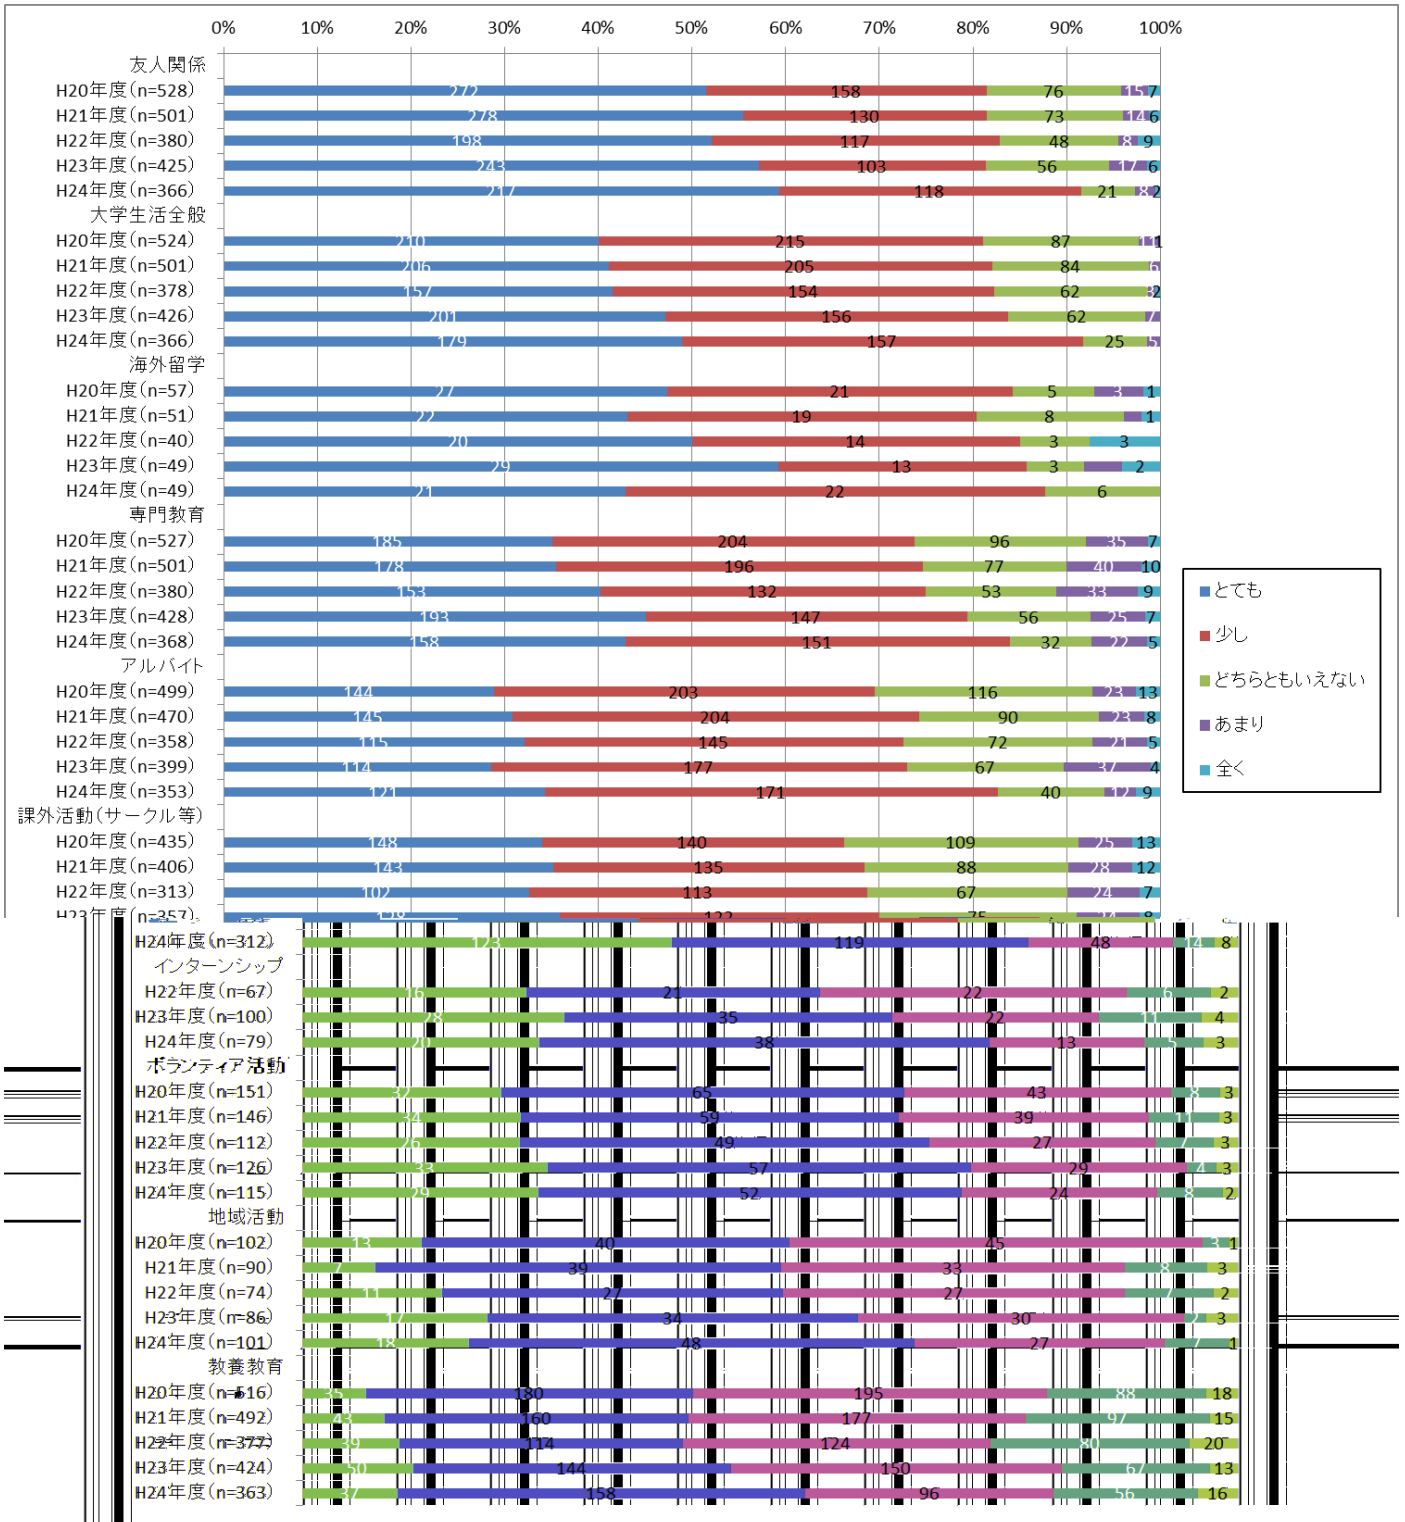 0% 10% 20% 30% 40% 50% 60% 70% 80% 90% 100%
友人関係
H20年度(n=528) 272 158 76 15 7
H21年度(n=501) 278 130 73 14 6
H22年度(n=380) 198 117 48 8 9
H23年度(n=425) 243 103 56 17 6
H24年度(n=366) 217 118 21 8 2
大学生活全般
H20年度(n=524) 210 215 87 11 1
H21年度(n=501) 206 205 84 6
H22年度(n=378) 157 154 62 3 2
H23年度(n=426) 201 156 62 7
H24年度(n=366) 179 157 25 5
海外留学
H20年度(n=57) 27 21 5 3 1
H21年度(n=51) 22 19 8 1
H22年度(n=40) 20 14 3 3
H23年度(n=49) 29 13 3 2
H24年度(n=49) 21 22 6
専門教育
H20年度(n=527) 185 204 96 35 7
H21年度(n=501) 178 196 77 40 10
H22年度(n=380) 153 132 53 33 9
H23年度(n=428) 193 147 56 25 7
H24年度(n=368) 158 151 32 22 5
アルバイト
H20年度(n=499) 144 203 116 23 13
H21年度(n=470) 145 204 90 23 8
H22年度(n=358) 115 145 72 21 5
H23年度(n=399) 114 177 67 37 4
H24年度(n=353) 121 171 40 12 9
課外活動(サークル等)
H20年度(n=435) 148 140 109 25 13
H21年度(n=406) 143 135 88 28 12
H22年度(n=313) 102 113 67 24 7
H23年度(n=357) 128 122 75 24 8
H24年度(n=312) 123 119 48 14 8
インターンシップ
H22年度(n=67) 16 21 22 6 2
H23年度(n=100) 28 35 22 11 4
H24年度(n=79) 20 38 13 5 3
ボランティア活動
H20年度(n=151) 32 65 43 8 3
H21年度(n=146) 34 59 39 11 3
H22年度(n=112) 26 49 27 7 3
H23年度(n=126) 33 57 29 4 3
H24年度(n=115) 29 52 24 8 2
地域活動
H20年度(n=102) 13 40 45 3 1
H21年度(n=90) 7 39 33 8 3
H22年度(n=74) 11 27 27 7 2
H23年度(n=86) 17 34 30 2 3
H24年度(n=101) 18 48 27 7 1
教養教育
H20年度(n=516) 35 180 195 88 18
H21年度(n=492) 43 160 177 97 15
H22年度(n=377) 39 114 124 80 20
H23年度(n=424) 50 144 150 67 13
H24年度(n=363) 37 158 96 56 16
とても
少し
どちらともいえない
あまり
全く